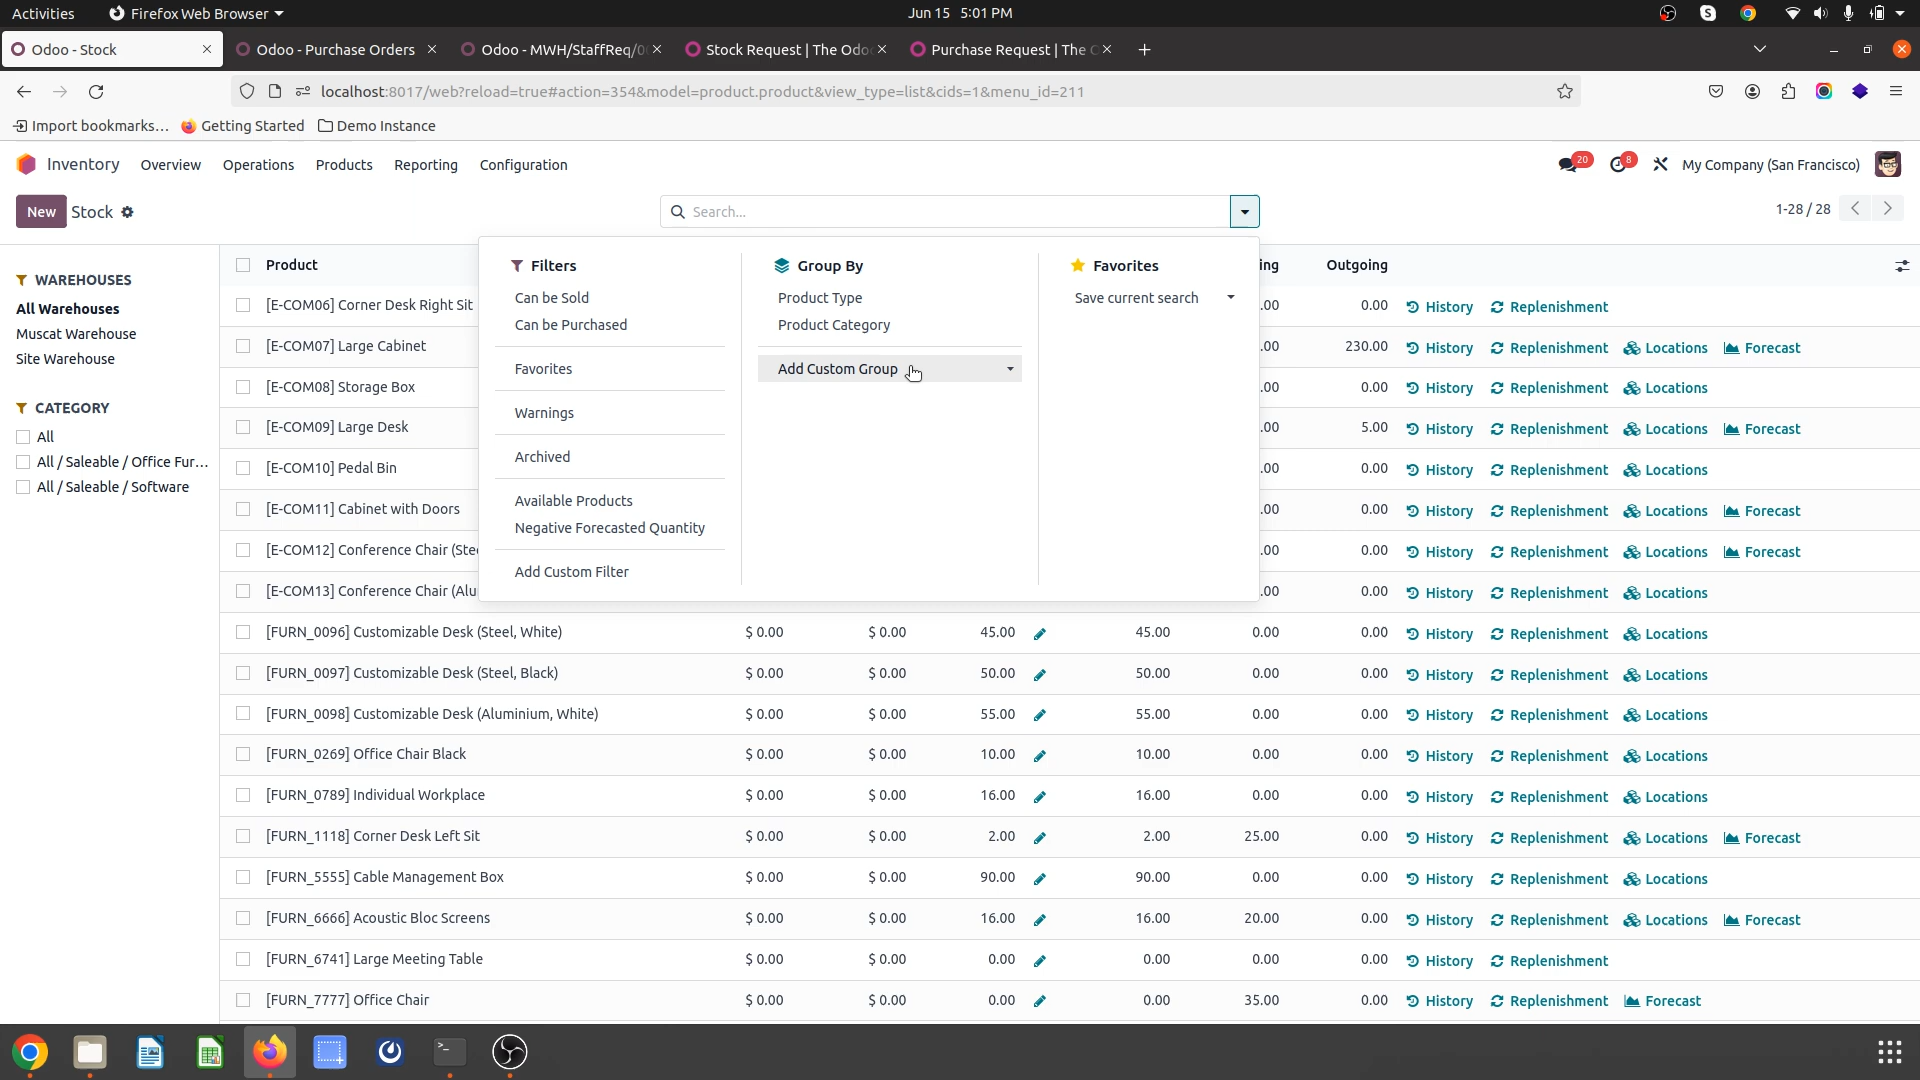 Activities
Firefox Web Browser
Jun 15 5:01 PM
Odoo - Stock
Odoo - Purchase Orders
Odoo - MWH/StaffReq/0
Stock Request | The Odo
Purchase Request | The
localhost:8017/web?reload=true#action=354&model=product.product&view_type=list&cids=1&menu_id=211
Import bookmarks...
Getting Started
Demo Instance
Inventory
Overview
Operations
Products
Reporting
Configuration
20
8
My Company (San Francisco)
New
Stock
Search...
1-28 / 28
WAREHOUSES
All Warehouses
Muscat Warehouse
Site Warehouse
CATEGORY
All
All / Saleable / Office Fur...
All / Saleable / Software
Filters
Can be Sold
Can be Purchased
Favorites
Warnings
Archived
Available Products
Negative Forecasted Quantity
Add Custom Filter
Group By
Product Type
Product Category
Add Custom Group
Favorites
Save current search
Product ing Outgoing
[E-COM06] Corner Desk Right Sit .00 0.00 History Replenishment
[E-COM07] Large Cabinet .00 230.00 History Replenishment Locations Forecast
[E-COM08] Storage Box .00 0.00 History Replenishment Locations
[E-COM09] Large Desk .00 5.00 History Replenishment Locations Forecast
[E-COM10] Pedal Bin .00 0.00 History Replenishment Locations
[E-COM11] Cabinet with Doors .00 0.00 History Replenishment Locations Forecast
[E-COM12] Conference Chair (Ste .00 0.00 History Replenishment Locations Forecast
[E-COM13] Conference Chair (Alu .00 0.00 History Replenishment Locations
[FURN_0096] Customizable Desk (Steel, White) $ 0.00 $ 0.00 45.00 45.00 0.00 0.00 History Replenishment Locations
[FURN_0097] Customizable Desk (Steel, Black) $ 0.00 $ 0.00 50.00 50.00 0.00 0.00 History Replenishment Locations
[FURN_0098] Customizable Desk (Aluminium, White) $ 0.00 $ 0.00 55.00 55.00 0.00 0.00 History Replenishment Locations
[FURN_0269] Office Chair Black $ 0.00 $ 0.00 10.00 10.00 0.00 0.00 History Replenishment Locations
[FURN_0789] Individual Workplace $ 0.00 $ 0.00 16.00 16.00 0.00 0.00 History Replenishment Locations
[FURN_1118] Corner Desk Left Sit $ 0.00 $ 0.00 2.00 2.00 25.00 0.00 History Replenishment Locations Forecast
[FURN_5555] Cable Management Box $ 0.00 $ 0.00 90.00 90.00 0.00 0.00 History Replenishment Locations
[FURN_6666] Acoustic Bloc Screens $ 0.00 $ 0.00 16.00 16.00 20.00 0.00 History Replenishment Locations Forecast
[FURN_6741] Large Meeting Table $ 0.00 $ 0.00 0.00 0.00 0.00 0.00 History Replenishment
[FURN_7777] Office Chair $ 0.00 $ 0.00 0.00 0.00 35.00 0.00 History Replenishment Forecast